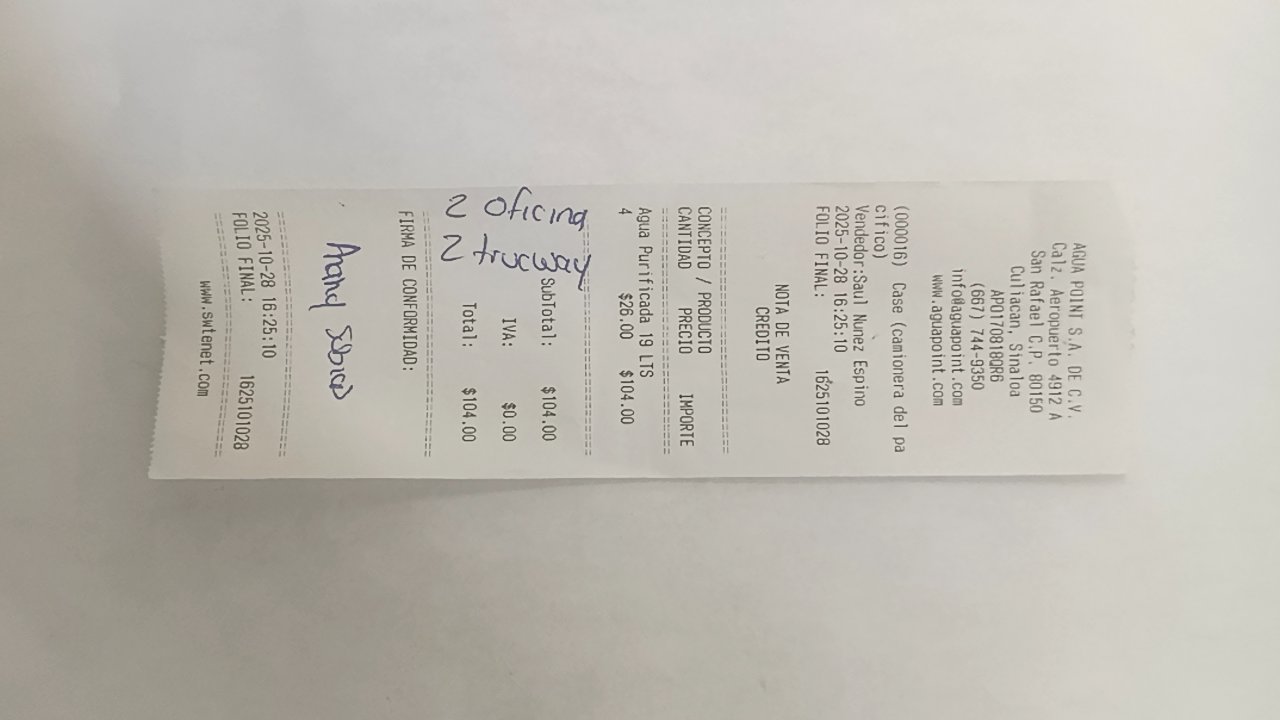 AGUA POINT S.A. DE C.V.
Calz. Aeropuerto 4912 A
San Rafael C.P. 80150
Culiacan, Sinaloa
APO170818QR6
(667) 744-9350
info@aguapoint.com
www.aguapoint.com
(000016) Case (camionera del pa
cifico)
Vendedor:Saul Nunez Espino
2025-10-28 16:25:10
FOLIO FINAL: 1625101028
NOTA DE VENTA
CREDITO
CONCEPTO / PRODUCTO
CANTIDAD PRECIO IMPORTE
Agua Purificada 19 LTS
4 $26.00 $104.00
2 Oficina
2 trucway
Subtotal: $104.00
IVA: $0.00
Total: $104.00
FIRMA DE CONFORMIDAD:
2025-10-28 16:25:10
FOLIO FINAL: 1625101028
www.swtenet.com